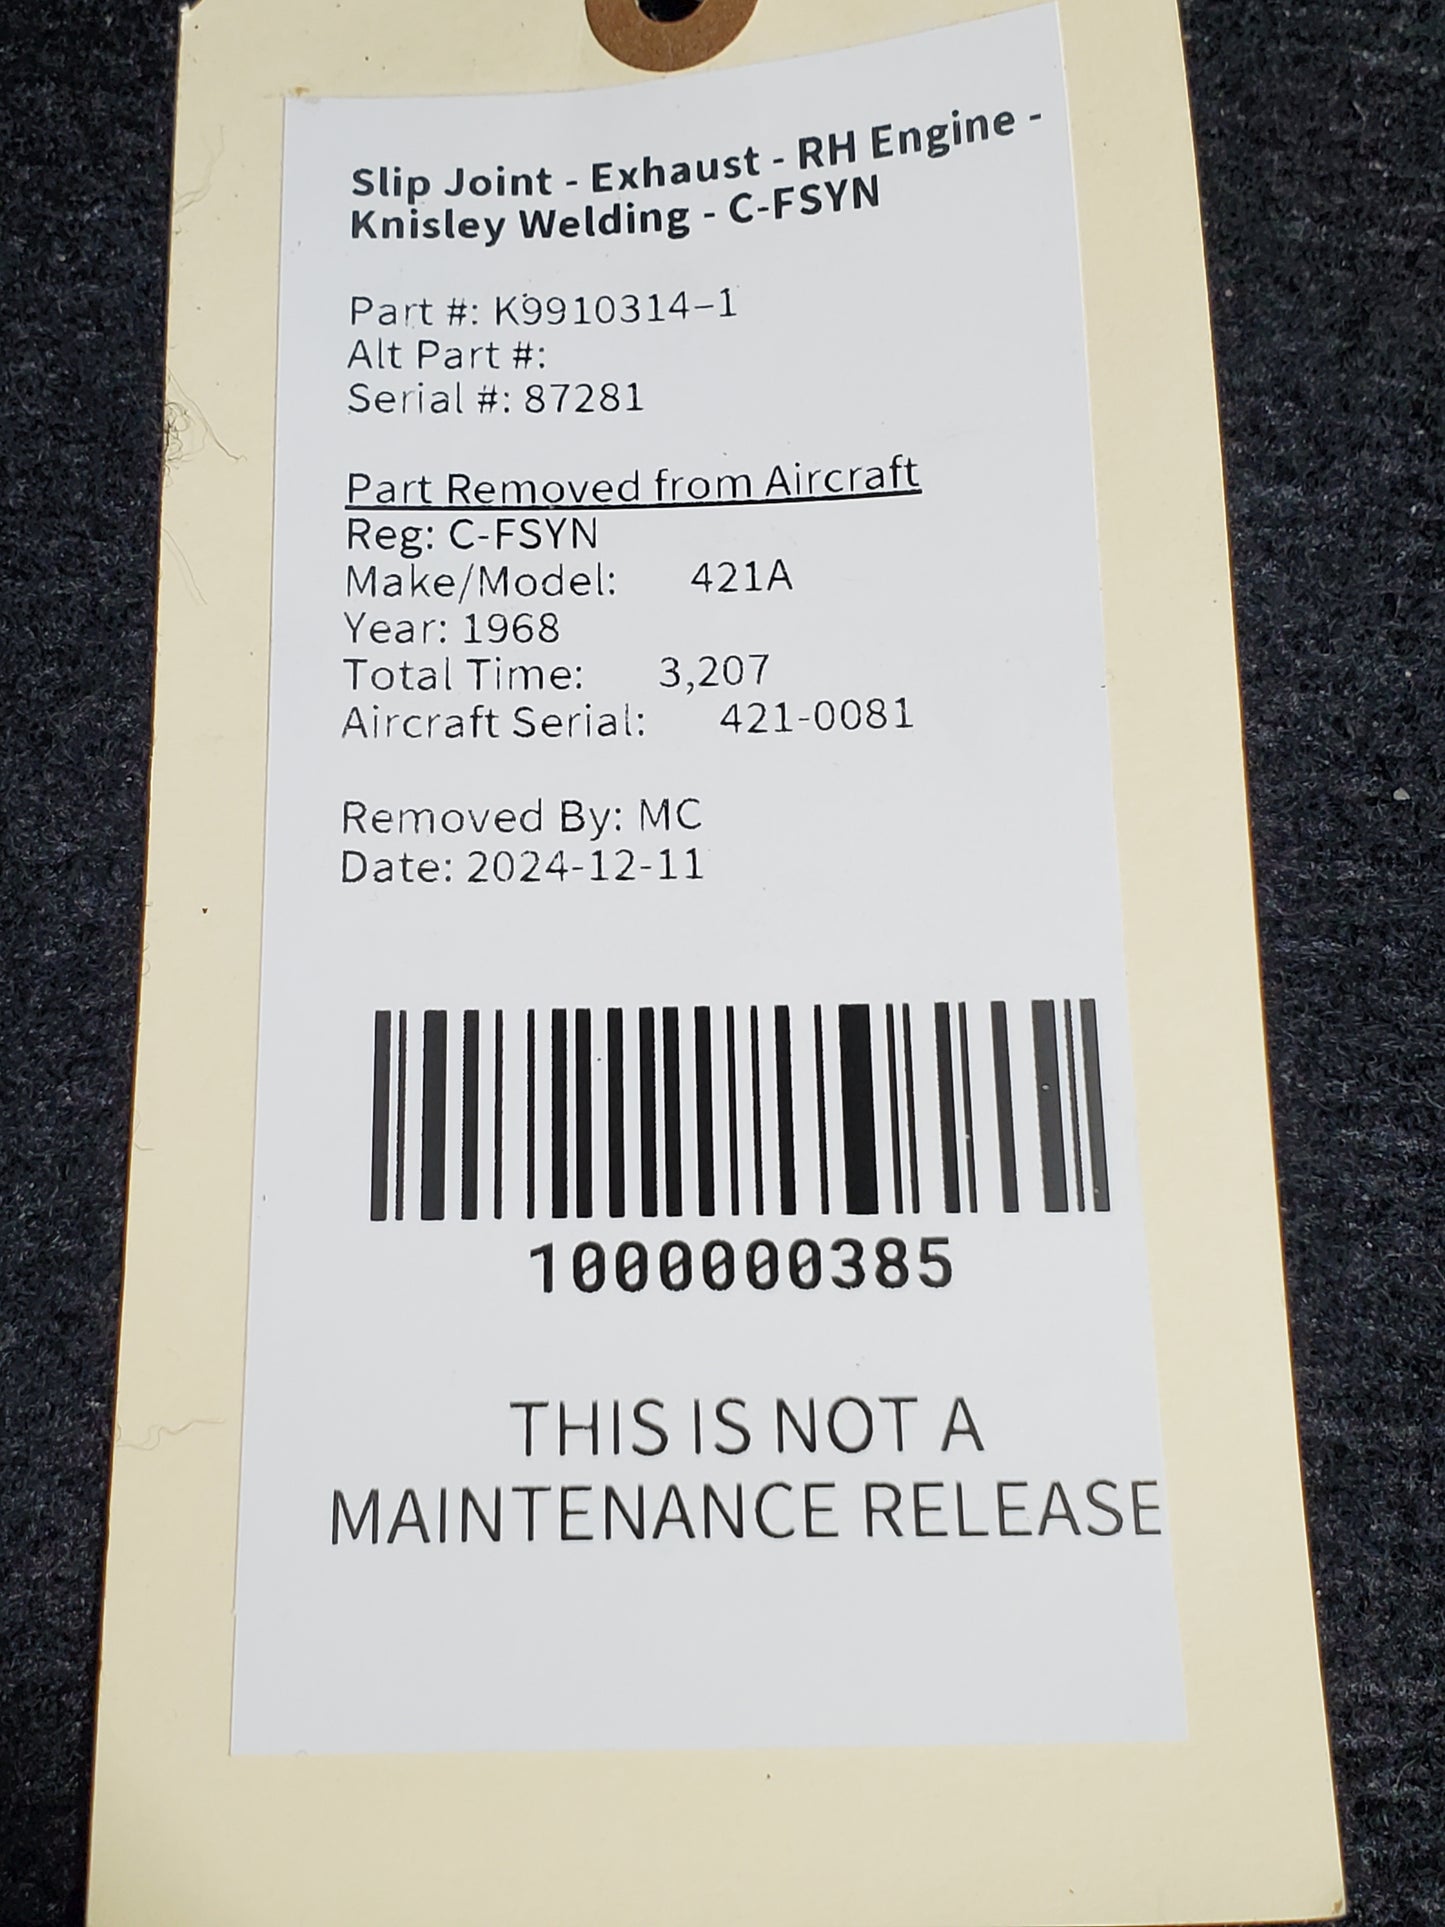 Slip Joint - Exhaust - RH Engine -
Knisley Welding - C-FSYN
Part #: K9910314-1
Alt Part #:
Serial #: 87281
Part Removed from Aircraft
Reg: C-FSYN
Make/Model: 421A
Year: 1968
Total Time: 3,207
Aircraft Serial: 421-0081
Removed By: MC
Date: 2024-12-11
1000000385
THIS IS NOT A
MAINTENANCE RELEASE